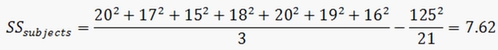 SS_subjects = (20² + 17² + 15² + 18² + 20² + 19² + 16²)/3 − 125²/21 = 7.62